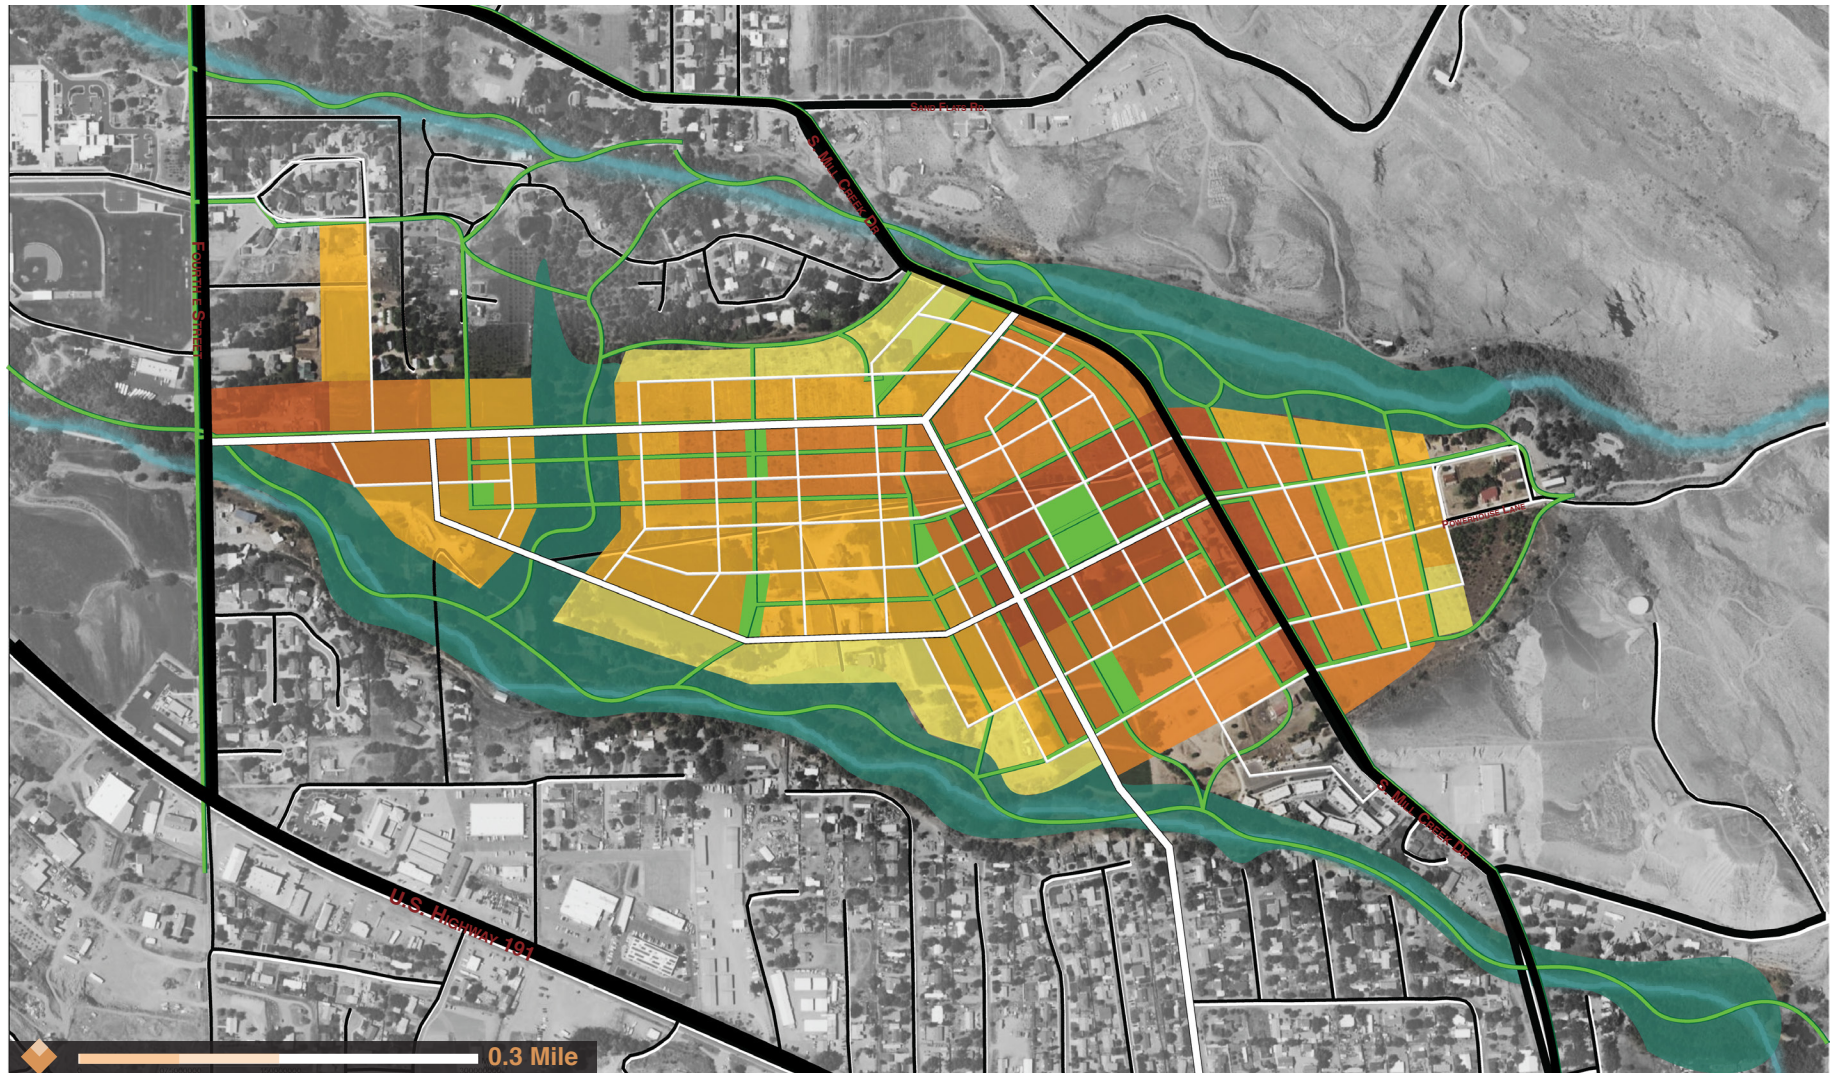 SAND FLATS RD.
S. MILL CREEK DR
FOURTH E STREET
POWERHOUSE LANE
S. MILL CREEK DR
U.S. HIGHWAY 191
0.3 Mile